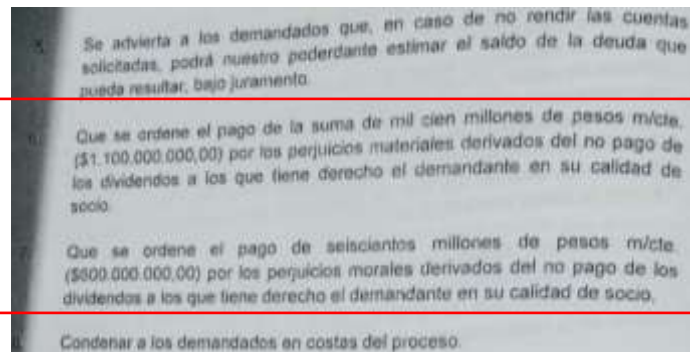 Se advierta a los demandados que, en caso de no rendir las cuentas
solicitadas, podrá nuestro poderdante estimar el saldo de la deuda que
pueda resultar, bajo juramento.
Que se ordene el pago de la suma de mil cien millones de pesos m/cte.
($1.100.000.000,00) por los perjuicios materiales derivados del no pago de
los dividendos a los que tiene derecho el demandante en su calidad de
socio.
7. Que se ordene el pago de seiscientos millones de pesos m/cte.
($600.000.000,00) por los perjuicios morales derivados del no pago de los
dividendos a los que tiene derecho el demandante en su calidad de socio.
Condenar a los demandados en costas del proceso.